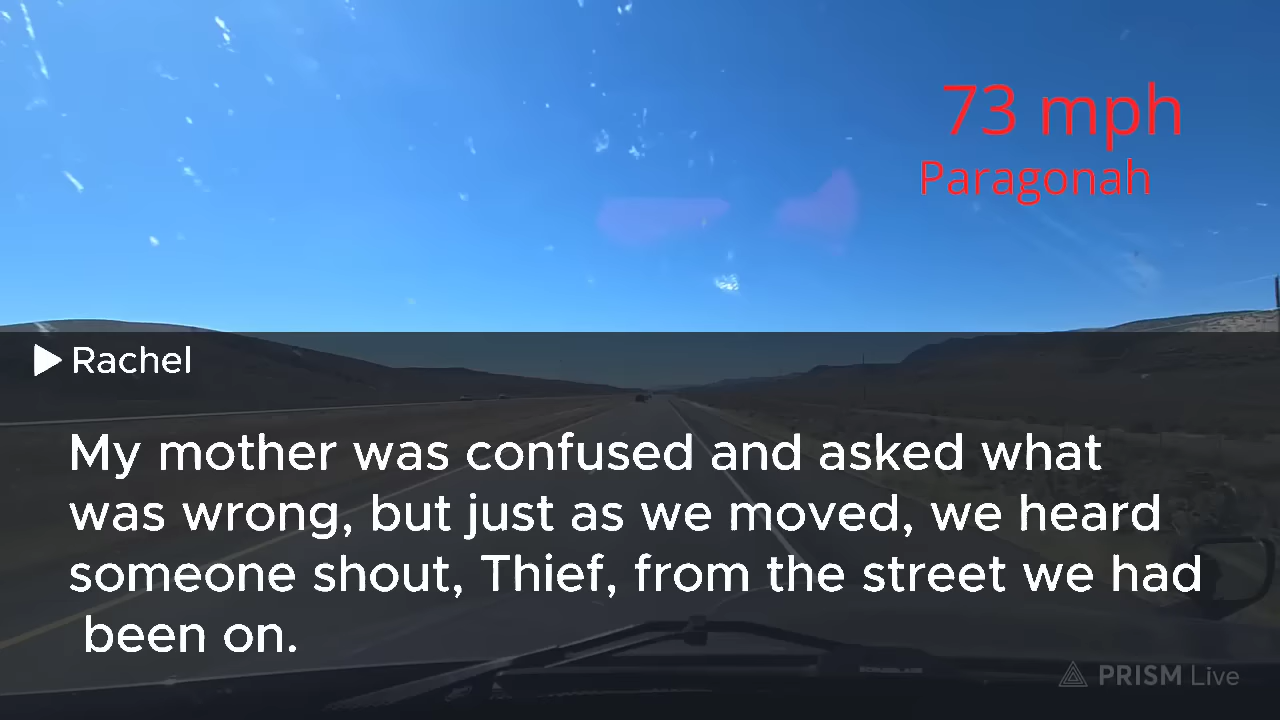 73 mph
Paragonah
Rachel
My mother was confused and asked what
was wrong, but just as we moved, we heard
someone shout, Thief, from the street we had
been on.
PRISM Live